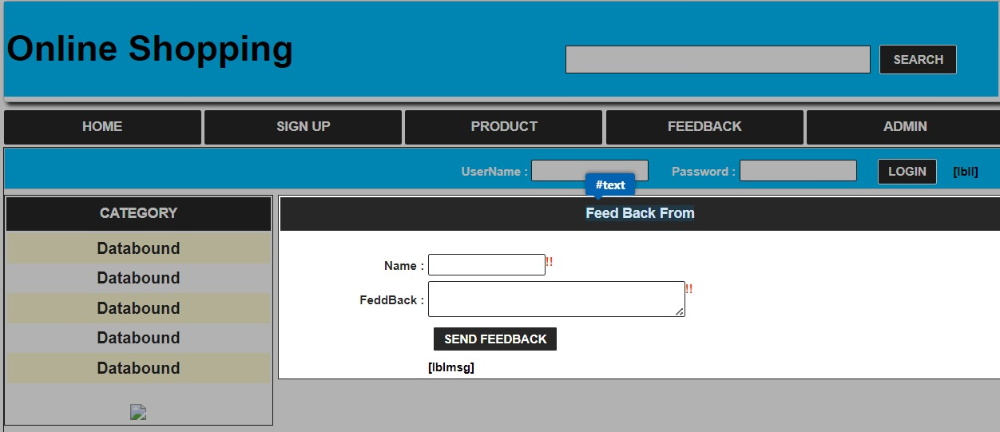 Online Shopping
SEARCH
HOME SIGN UP PRODUCT FEEDBACK ADMIN
UserName : Password : LOGIN [lbll]
#text
CATEGORY
Feed Back From
Databound
Databound
Databound
Databound
Databound
Name : !!
FeddBack : !!
SEND FEEDBACK
[lblmsg]